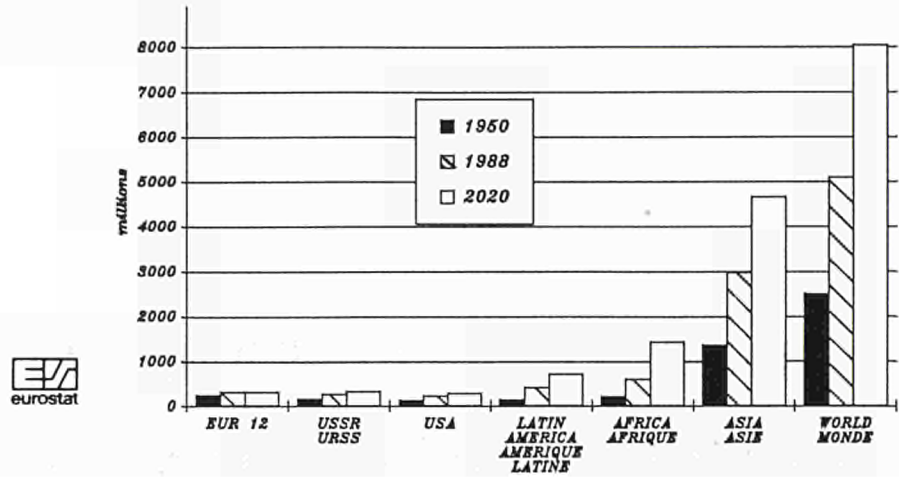 8000
7000
6000
5000
4000
3000
2000
1000
0
millions
1950
1988
2020
EUR 12
USSR
URSS
USA
LATIN
AMERICA
AMERIQUE
LATINE
AFRICA
AFRIQUE
ASIA
ASIE
WORLD
MONDE
eurostat